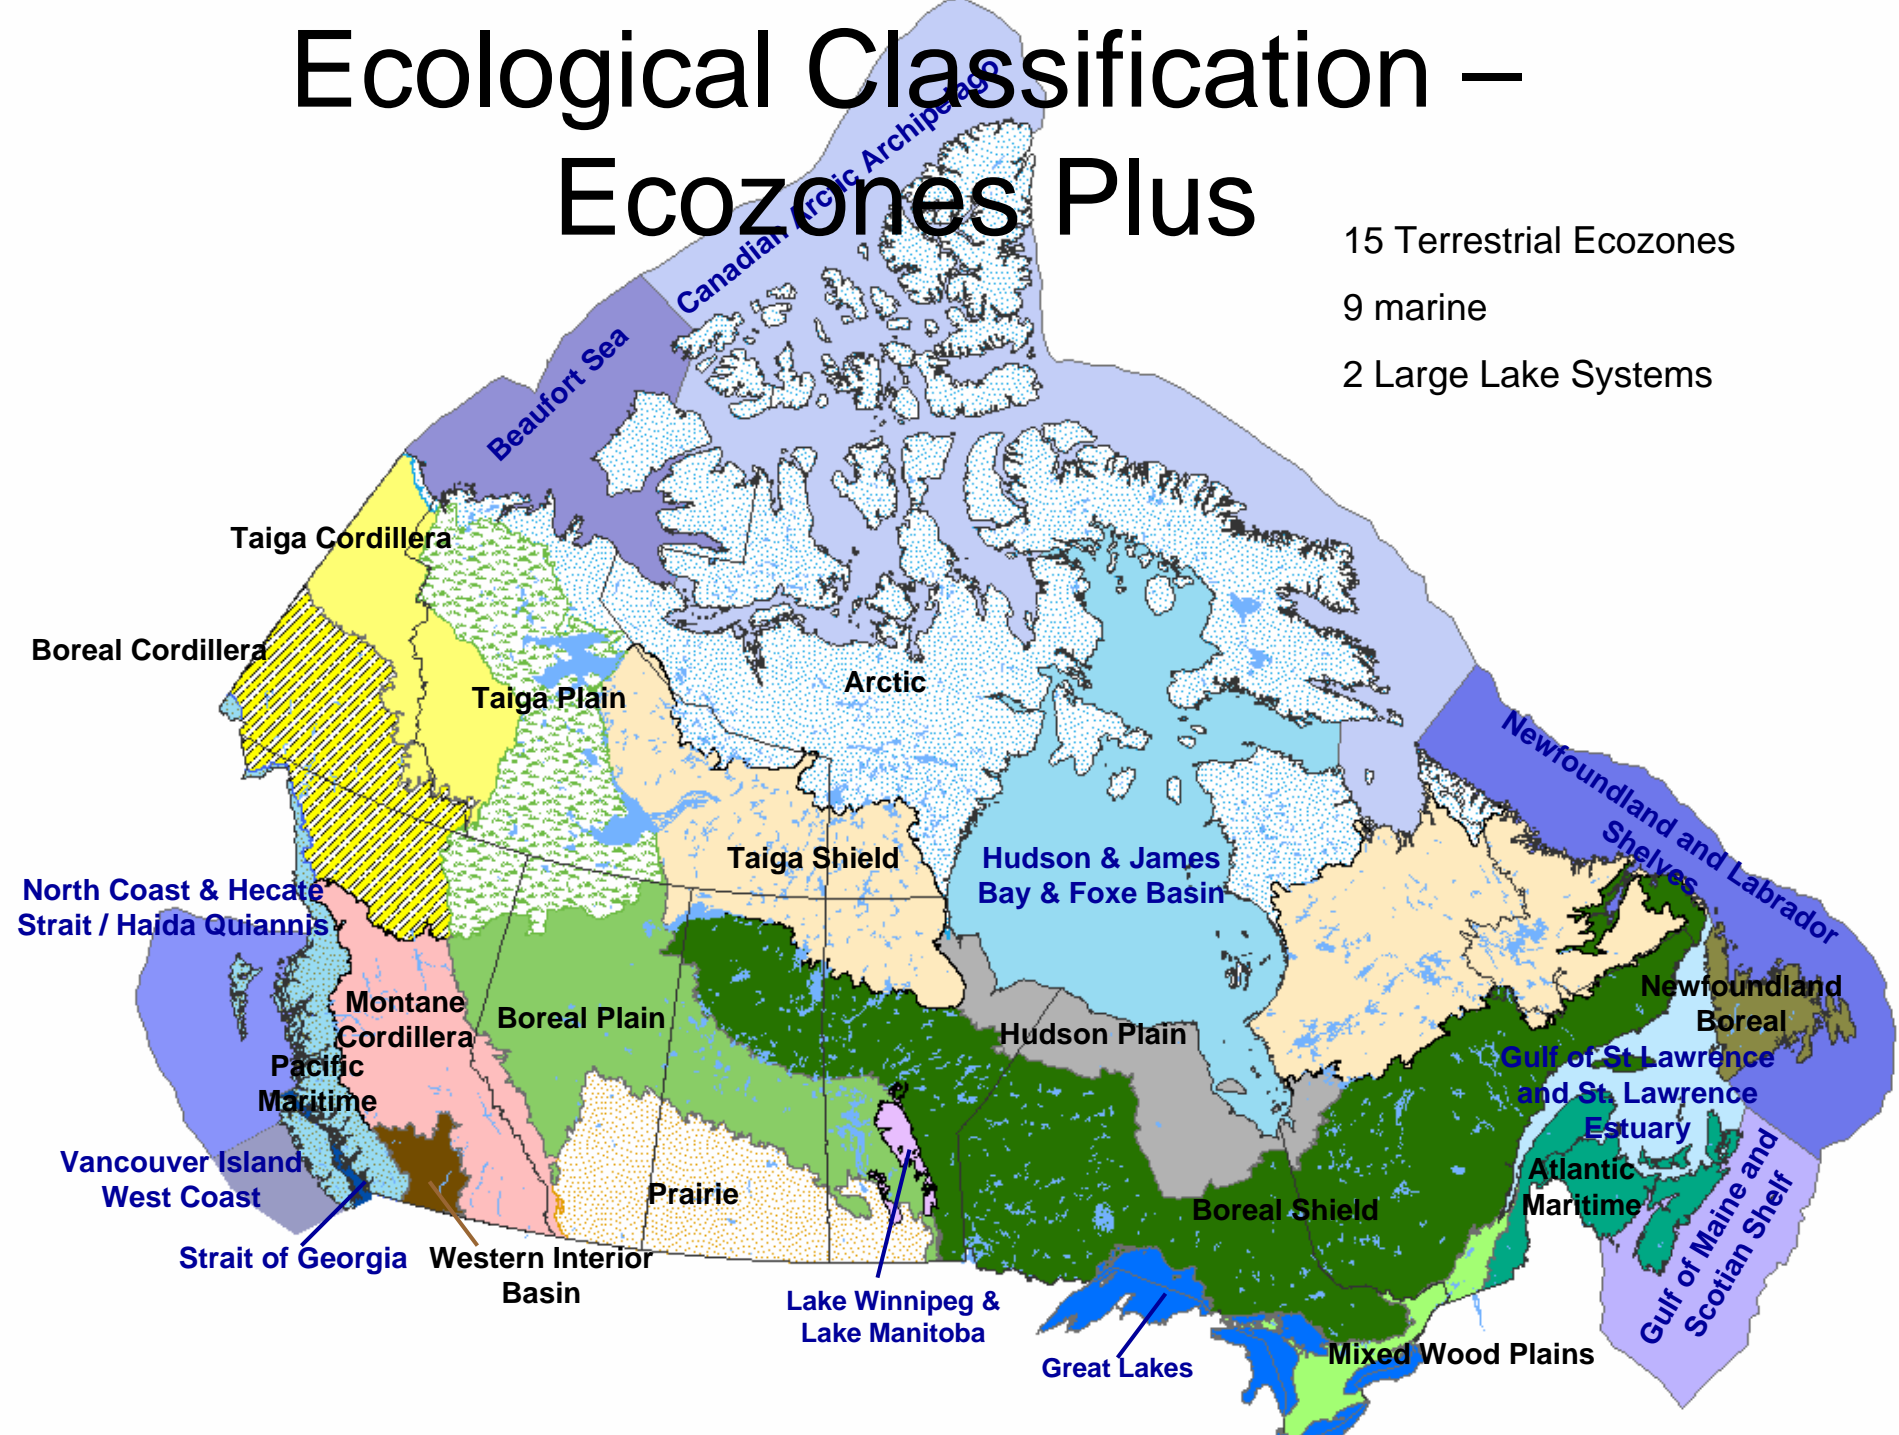 Ecological Classification –
Ecozones Plus
15 Terrestrial Ecozones
9 marine
2 Large Lake Systems
Canadian Arctic Archipelago
Beaufort Sea
Taiga Cordillera
Boreal Cordillera
Taiga Plain
Arctic
Newfoundland and Labrador
Shelves
Taiga Shield
Hudson & James
Bay & Foxe Basin
North Coast & Hecate
Strait / Haida Quiannis
Montane
Cordillera
Boreal Plain
Hudson Plain
Newfoundland
Boreal
Pacific
Maritime
Gulf of St Lawrence
and St. Lawrence
Estuary
Vancouver Island
West Coast
Prairie
Boreal Shield
Atlantic
Maritime
Gulf of Maine and
Scotian Shelf
Strait of Georgia
Western Interior
Basin
Lake Winnipeg &
Lake Manitoba
Great Lakes
Mixed Wood Plains